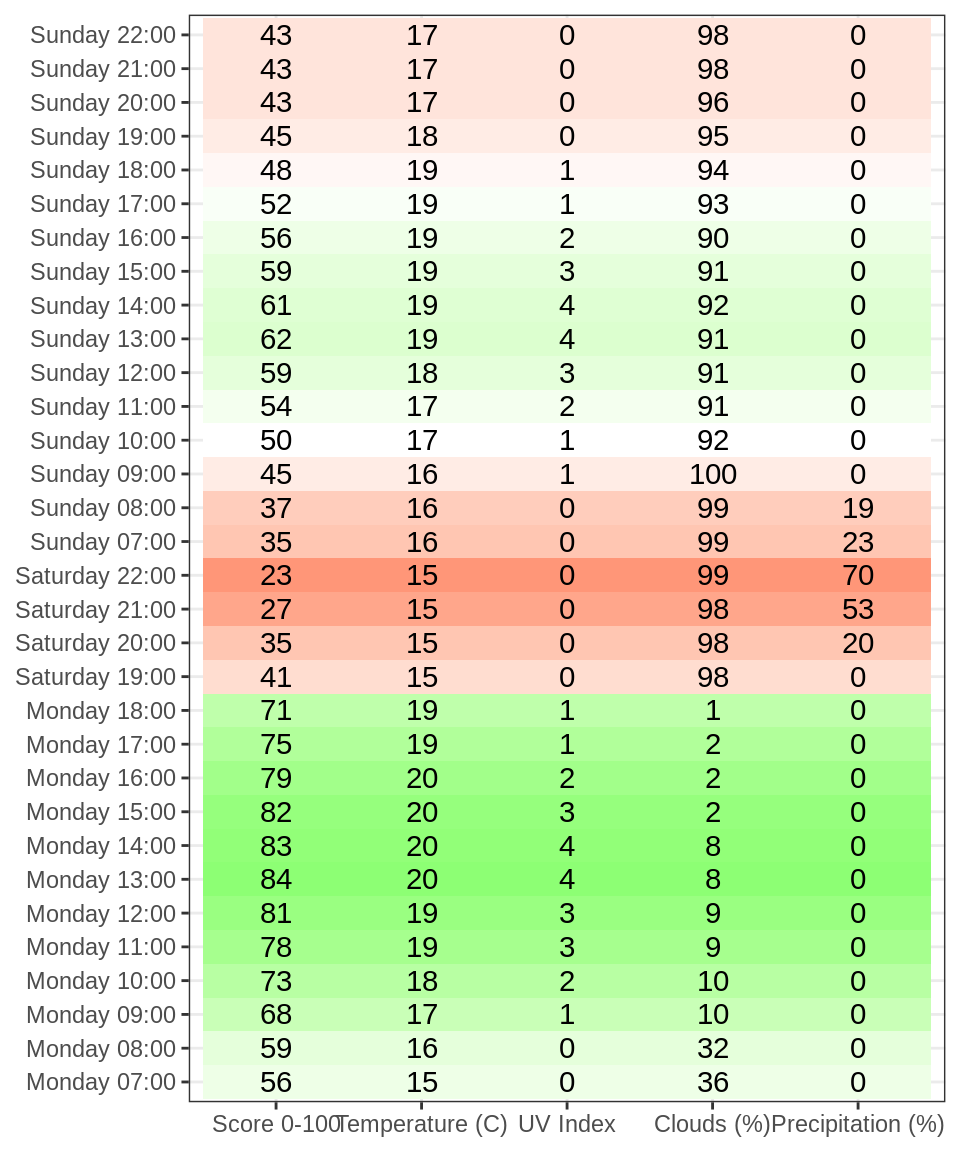 Sunday 22:00 43 17 0 98 0
Sunday 21:00 43 17 0 98 0
Sunday 20:00 43 17 0 96 0
Sunday 19:00 45 18 0 95 0
Sunday 18:00 48 19 1 94 0
Sunday 17:00 52 19 1 93 0
Sunday 16:00 56 19 2 90 0
Sunday 15:00 59 19 3 91 0
Sunday 14:00 61 19 4 92 0
Sunday 13:00 62 19 4 91 0
Sunday 12:00 59 18 3 91 0
Sunday 11:00 54 17 2 91 0
Sunday 10:00 50 17 1 92 0
Sunday 09:00 45 16 1 100 0
Sunday 08:00 37 16 0 99 19
Sunday 07:00 35 16 0 99 23
Saturday 22:00 23 15 0 99 70
Saturday 21:00 27 15 0 98 53
Saturday 20:00 35 15 0 98 20
Saturday 19:00 41 15 0 98 0
Monday 18:00 71 19 1 1 0
Monday 17:00 75 19 1 2 0
Monday 16:00 79 20 2 2 0
Monday 15:00 82 20 3 2 0
Monday 14:00 83 20 4 8 0
Monday 13:00 84 20 4 8 0
Monday 12:00 81 19 3 9 0
Monday 11:00 78 19 3 9 0
Monday 10:00 73 18 2 10 0
Monday 09:00 68 17 1 10 0
Monday 08:00 59 16 0 32 0
Monday 07:00 56 15 0 36 0
Score 0-100 Temperature (C) UV Index Clouds (%) Precipitation (%)